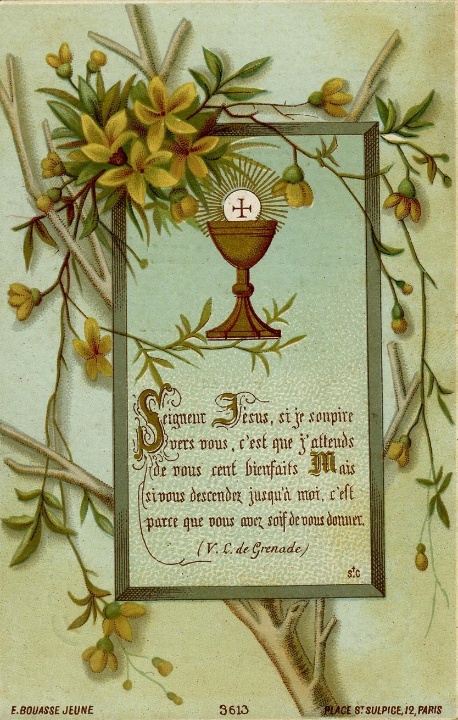 Seigneur Jésus, si je soupire
vers vous, c'est que j'attends
de vous cent bienfaits Mais
si vous descendez jusqu'à moi, c'est
parce que vous avez soif de vous donner.
(V. L. de Grenade)
S†C
E. BOUASSE JEUNE
3613
PLACE ST SULPICE, 12, PARIS